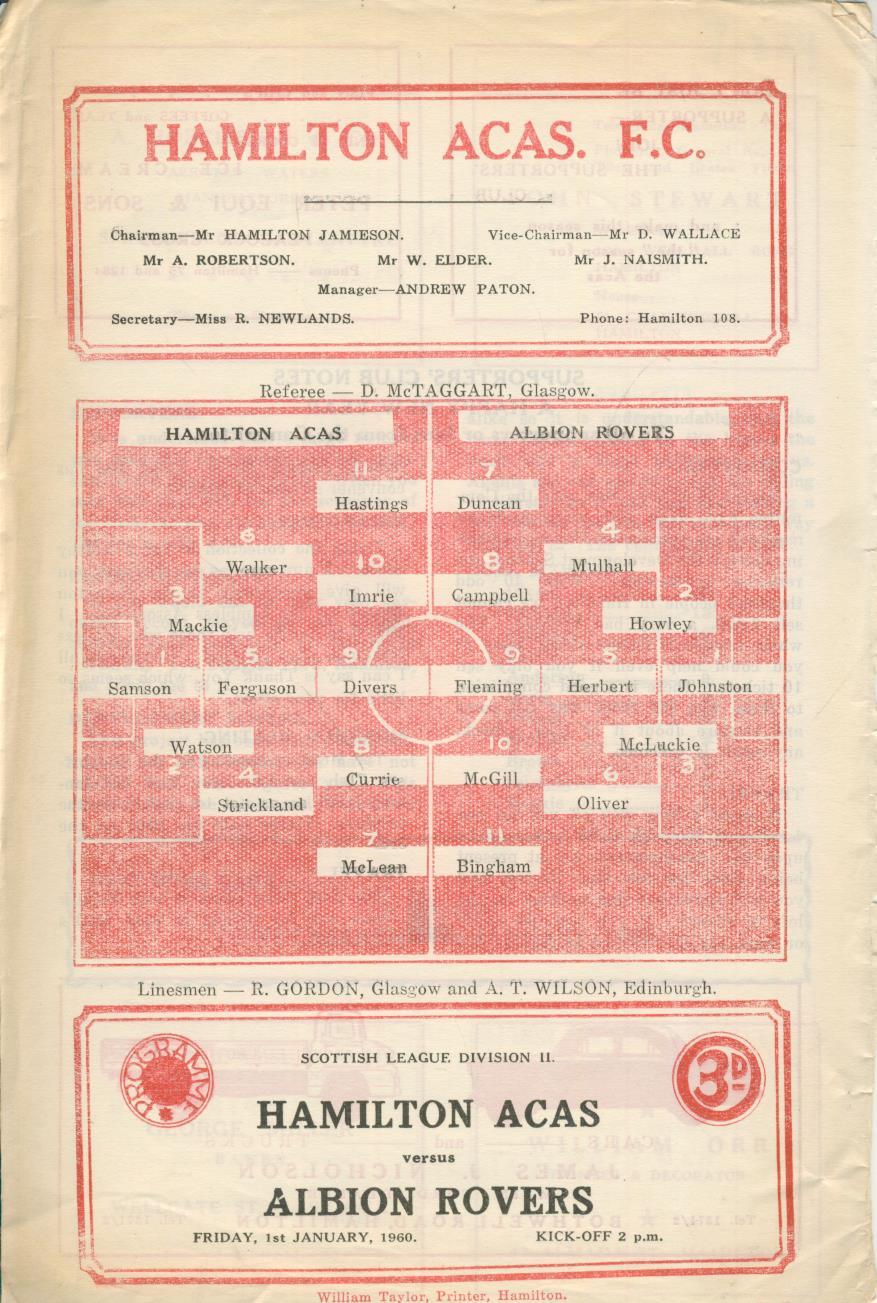 HAMILTON ACAS. F.C.
Chairman—Mr HAMILTON JAMIESON. Vice-Chairman—Mr D. WALLACE
Mr A. ROBERTSON. Mr W. ELDER. Mr J. NAISMITH.
Manager—ANDREW PATON.
Secretary—Miss R. NEWLANDS. Phone: Hamilton 108.
Referee — D. McTAGGART, Glasgow.
HAMILTON ACAS ALBION ROVERS
11 7
Hastings Duncan
6 4
Walker Mulhall
10 8
Imrie Campbell
3 2
Mackie Howley
1 5 9 9 5 1
Samson Ferguson Divers Fleming Herbert Johnston
Watson McLuckie
2 3
8 10
Currie McGill
4 6
Strickland Oliver
7 11
McLean Bingham
Linesmen — R. GORDON, Glasgow and A. T. WILSON, Edinburgh.
PROGRAMME
3D
SCOTTISH LEAGUE DIVISION II.
HAMILTON ACAS
versus
ALBION ROVERS
FRIDAY, 1st JANUARY, 1960. KICK-OFF 2 p.m.
William Taylor, Printer, Hamilton.